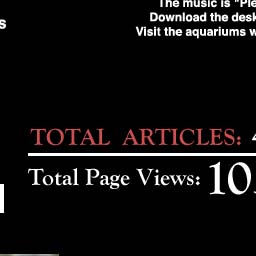 The music is "Ple
Download the desk
Visit the aquariums w
s
TOTAL ARTICLES: 4
Total Page Views: 10